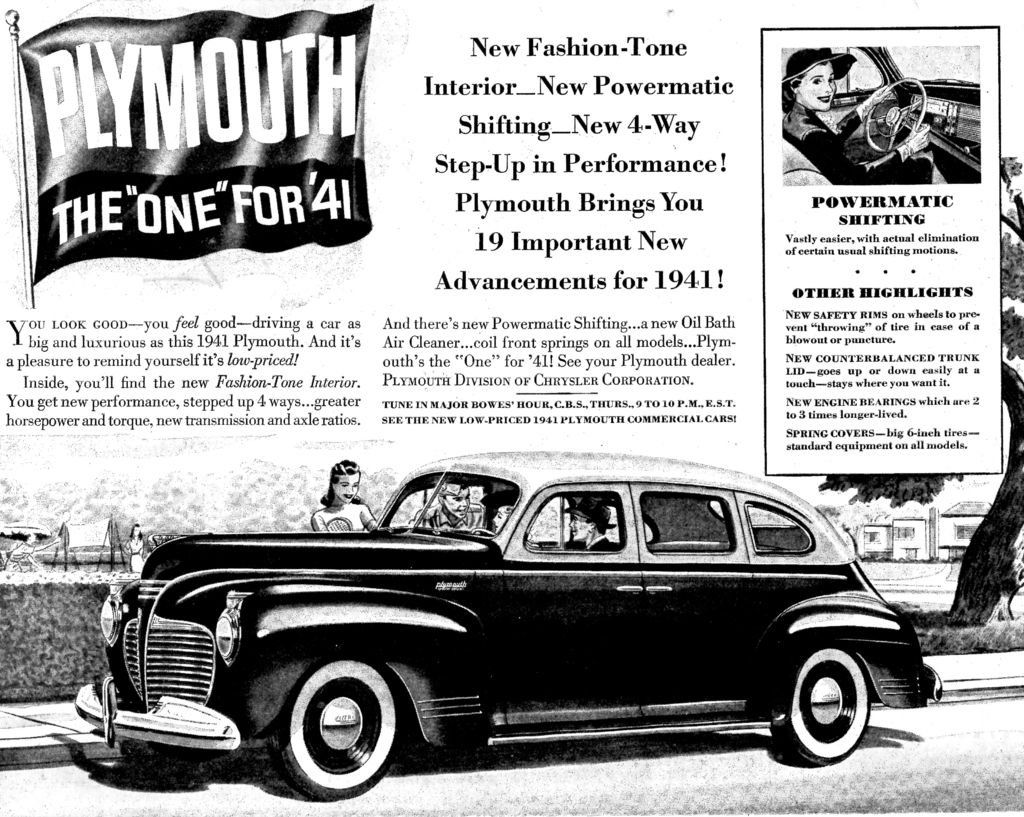 PLYMOUTH
THE "ONE" FOR '41
New Fashion-Tone
Interior—New Powermatic
Shifting—New 4-Way
Step-Up in Performance!
Plymouth Brings You
19 Important New
Advancements for 1941!
YOU LOOK GOOD—you feel good—driving a car as
big and luxurious as this 1941 Plymouth. And it's
a pleasure to remind yourself it's low-priced!
Inside, you'll find the new Fashion-Tone Interior.
You get new performance, stepped up 4 ways...greater
horsepower and torque, new transmission and axle ratios.
And there's new Powermatic Shifting...a new Oil Bath
Air Cleaner...coil front springs on all models...Plym-
outh's the "One" for '41! See your Plymouth dealer.
PLYMOUTH DIVISION OF CHRYSLER CORPORATION.
TUNE IN MAJOR BOWES' HOUR, C.B.S., THURS., 9 TO 10 P.M., E.S.T.
SEE THE NEW LOW-PRICED 1941 PLYMOUTH COMMERCIAL CARS!
POWERMATIC
SHIFTING
Vastly easier, with actual elimination
of certain usual shifting motions.
• • •
OTHER HIGHLIGHTS
NEW SAFETY RIMS on wheels to pre-
vent "throwing" of tire in case of a
blowout or puncture.
NEW COUNTERBALANCED TRUNK
LID—goes up or down easily at a
touch—stays where you want it.
NEW ENGINE BEARINGS which are 2
to 3 times longer-lived.
SPRING COVERS—big 6-inch tires—
standard equipment on all models.
plymouth